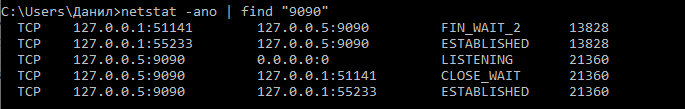 C:\Users\Данил>netstat -ano | find "9090"
TCP 127.0.0.1:51141 127.0.0.5:9090 FIN_WAIT_2 13828
TCP 127.0.0.1:55233 127.0.0.5:9090 ESTABLISHED 13828
TCP 127.0.0.5:9090 0.0.0.0:0 LISTENING 21360
TCP 127.0.0.5:9090 127.0.0.1:51141 CLOSE_WAIT 21360
TCP 127.0.0.5:9090 127.0.0.1:55233 ESTABLISHED 21360